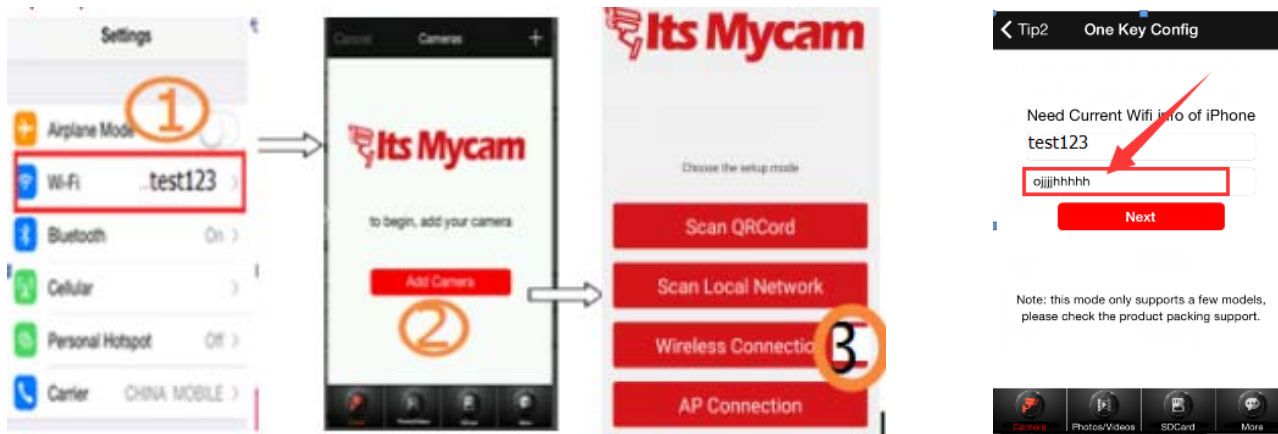 Settings
1
Airplane Mode
Wi-Fi ..test123
Bluetooth On
Cellular
Personal Hotspot Off
Carrier CHINA MOBILE
Cancel Cameras +
Its Mycam
to begin, add your camera
Add Camera
2
Its Mycam
Choose the setup mode
Scan QRCord
Scan Local Network
Wireless Connectio
3
AP Connection
Tip2 One Key Config
Need Current Wifi info of iPhone
test123
ojjjjhhhhh
Next
Note: this mode only supports a few models,
please check the product packing support.
Camera Photos/Videos SDCard More